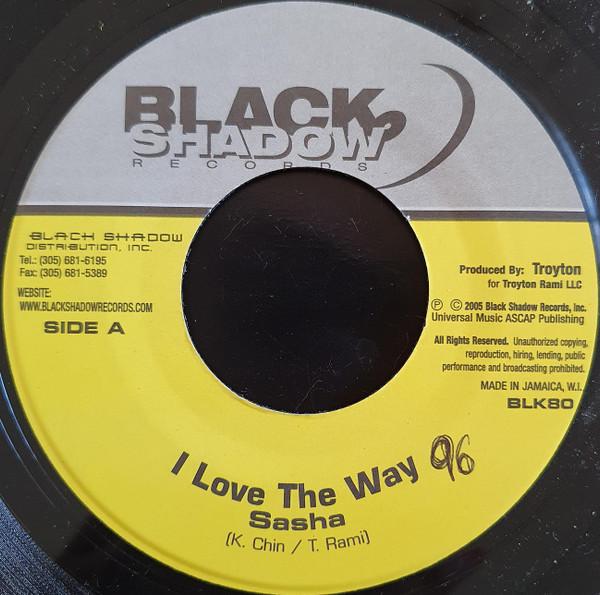 BLACK
SHADOW
RECORDS
BLACK SHADOW
DISTRIBUTION, INC.
Tel.: (305) 681-6195
Fax: (305) 681-5389
WEBSITE:
WWW.BLACKSHADOWRECORDS.COM
SIDE A
Produced By: Troyton
for Troyton Rami LLC
Ⓟ © 2005 Black Shadow Records, Inc.
Universal Music ASCAP Publishing
All Rights Reserved. Unauthorized copying,
reproduction, hiring, lending, public
performance and broadcasting prohibited.
MADE IN JAMAICA, W.I.
BLK80
I Love The Way 96
Sasha
(K. Chin / T. Rami)